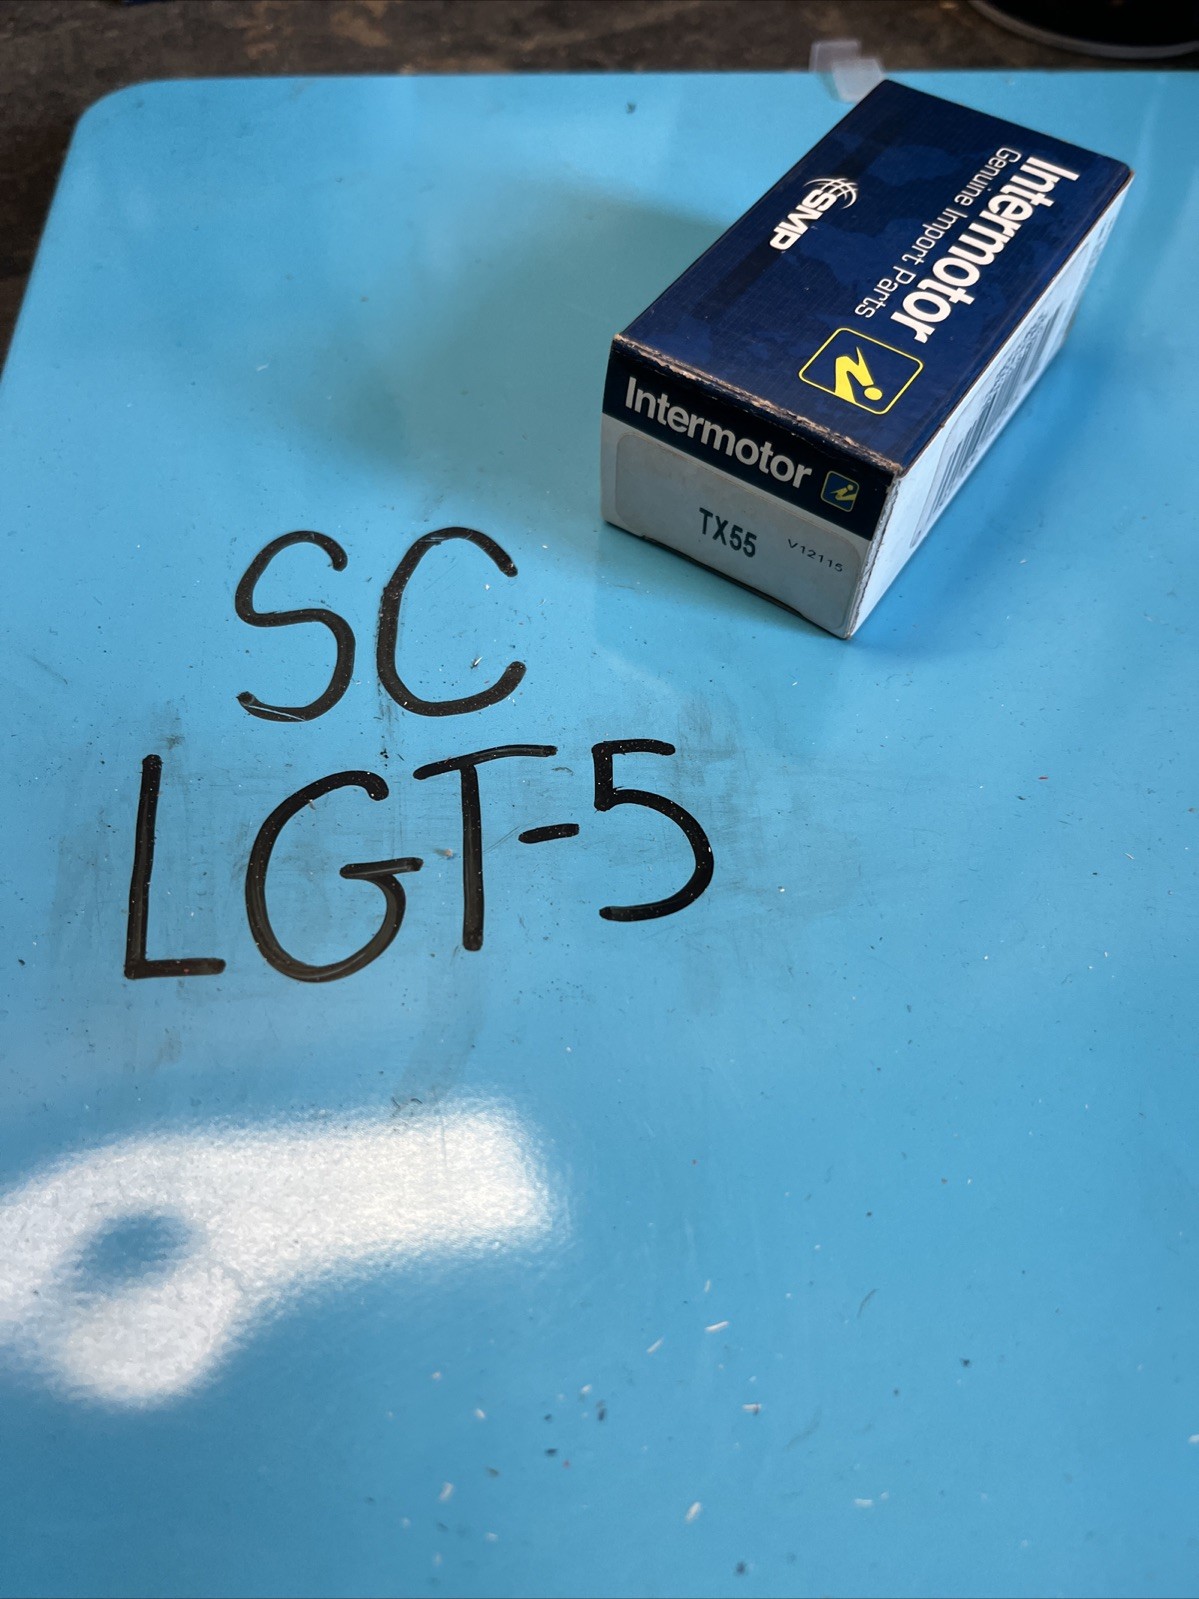 Intermotor
Genuine Import Parts
SMP
Intermotor
TX55
V12115
SC
LGT-5